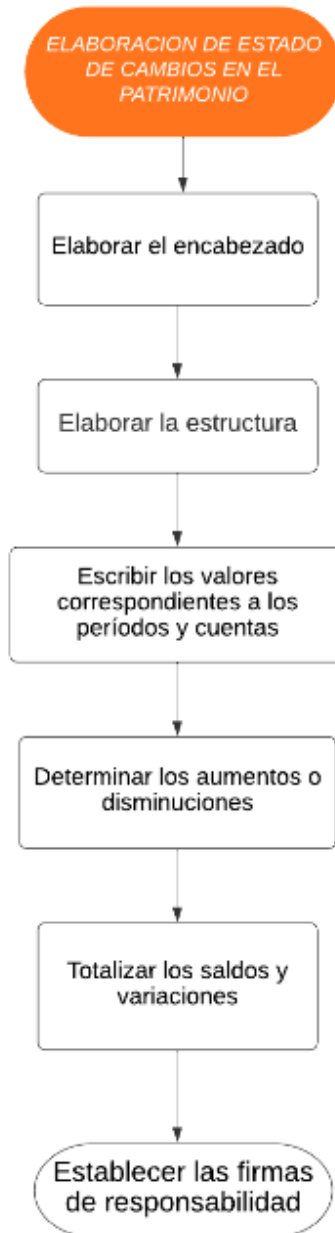 ELABORACION DE ESTADO
DE CAMBIOS EN EL
PATRIMONIO
Elaborar el encabezado
Elaborar la estructura
Escribir los valores
correspondientes a los
períodos y cuentas
Determinar los aumentos o
disminuciones
Totalizar los saldos y
variaciones
Establecer las firmas
de responsabilidad